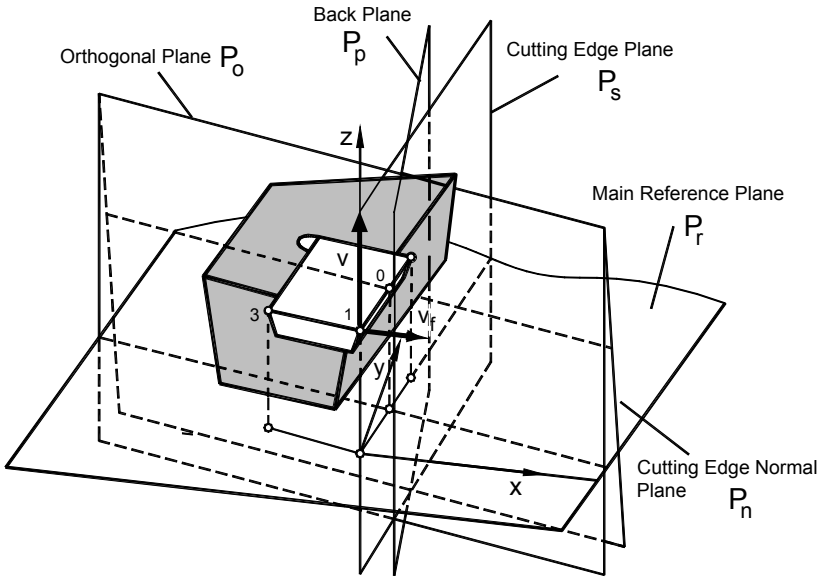 Back Plane
Pp
Orthogonal Plane Po
Cutting Edge Plane
Ps
z
Main Reference Plane
Pr
v
0
3
1
vf
y
x
Cutting Edge Normal
Plane
Pn